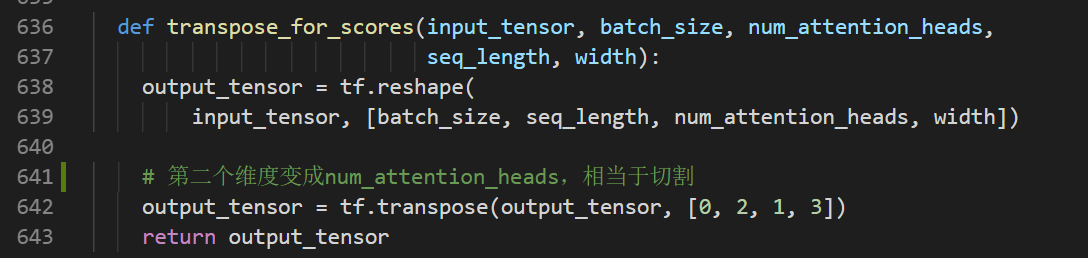 636 def transpose_for_scores(input_tensor, batch_size, num_attention_heads,
637 seq_length, width):
638 output_tensor = tf.reshape(
639 input_tensor, [batch_size, seq_length, num_attention_heads, width])
640
641 # 第二个维度变成num_attention_heads，相当于切割
642 output_tensor = tf.transpose(output_tensor, [0, 2, 1, 3])
643 return output_tensor